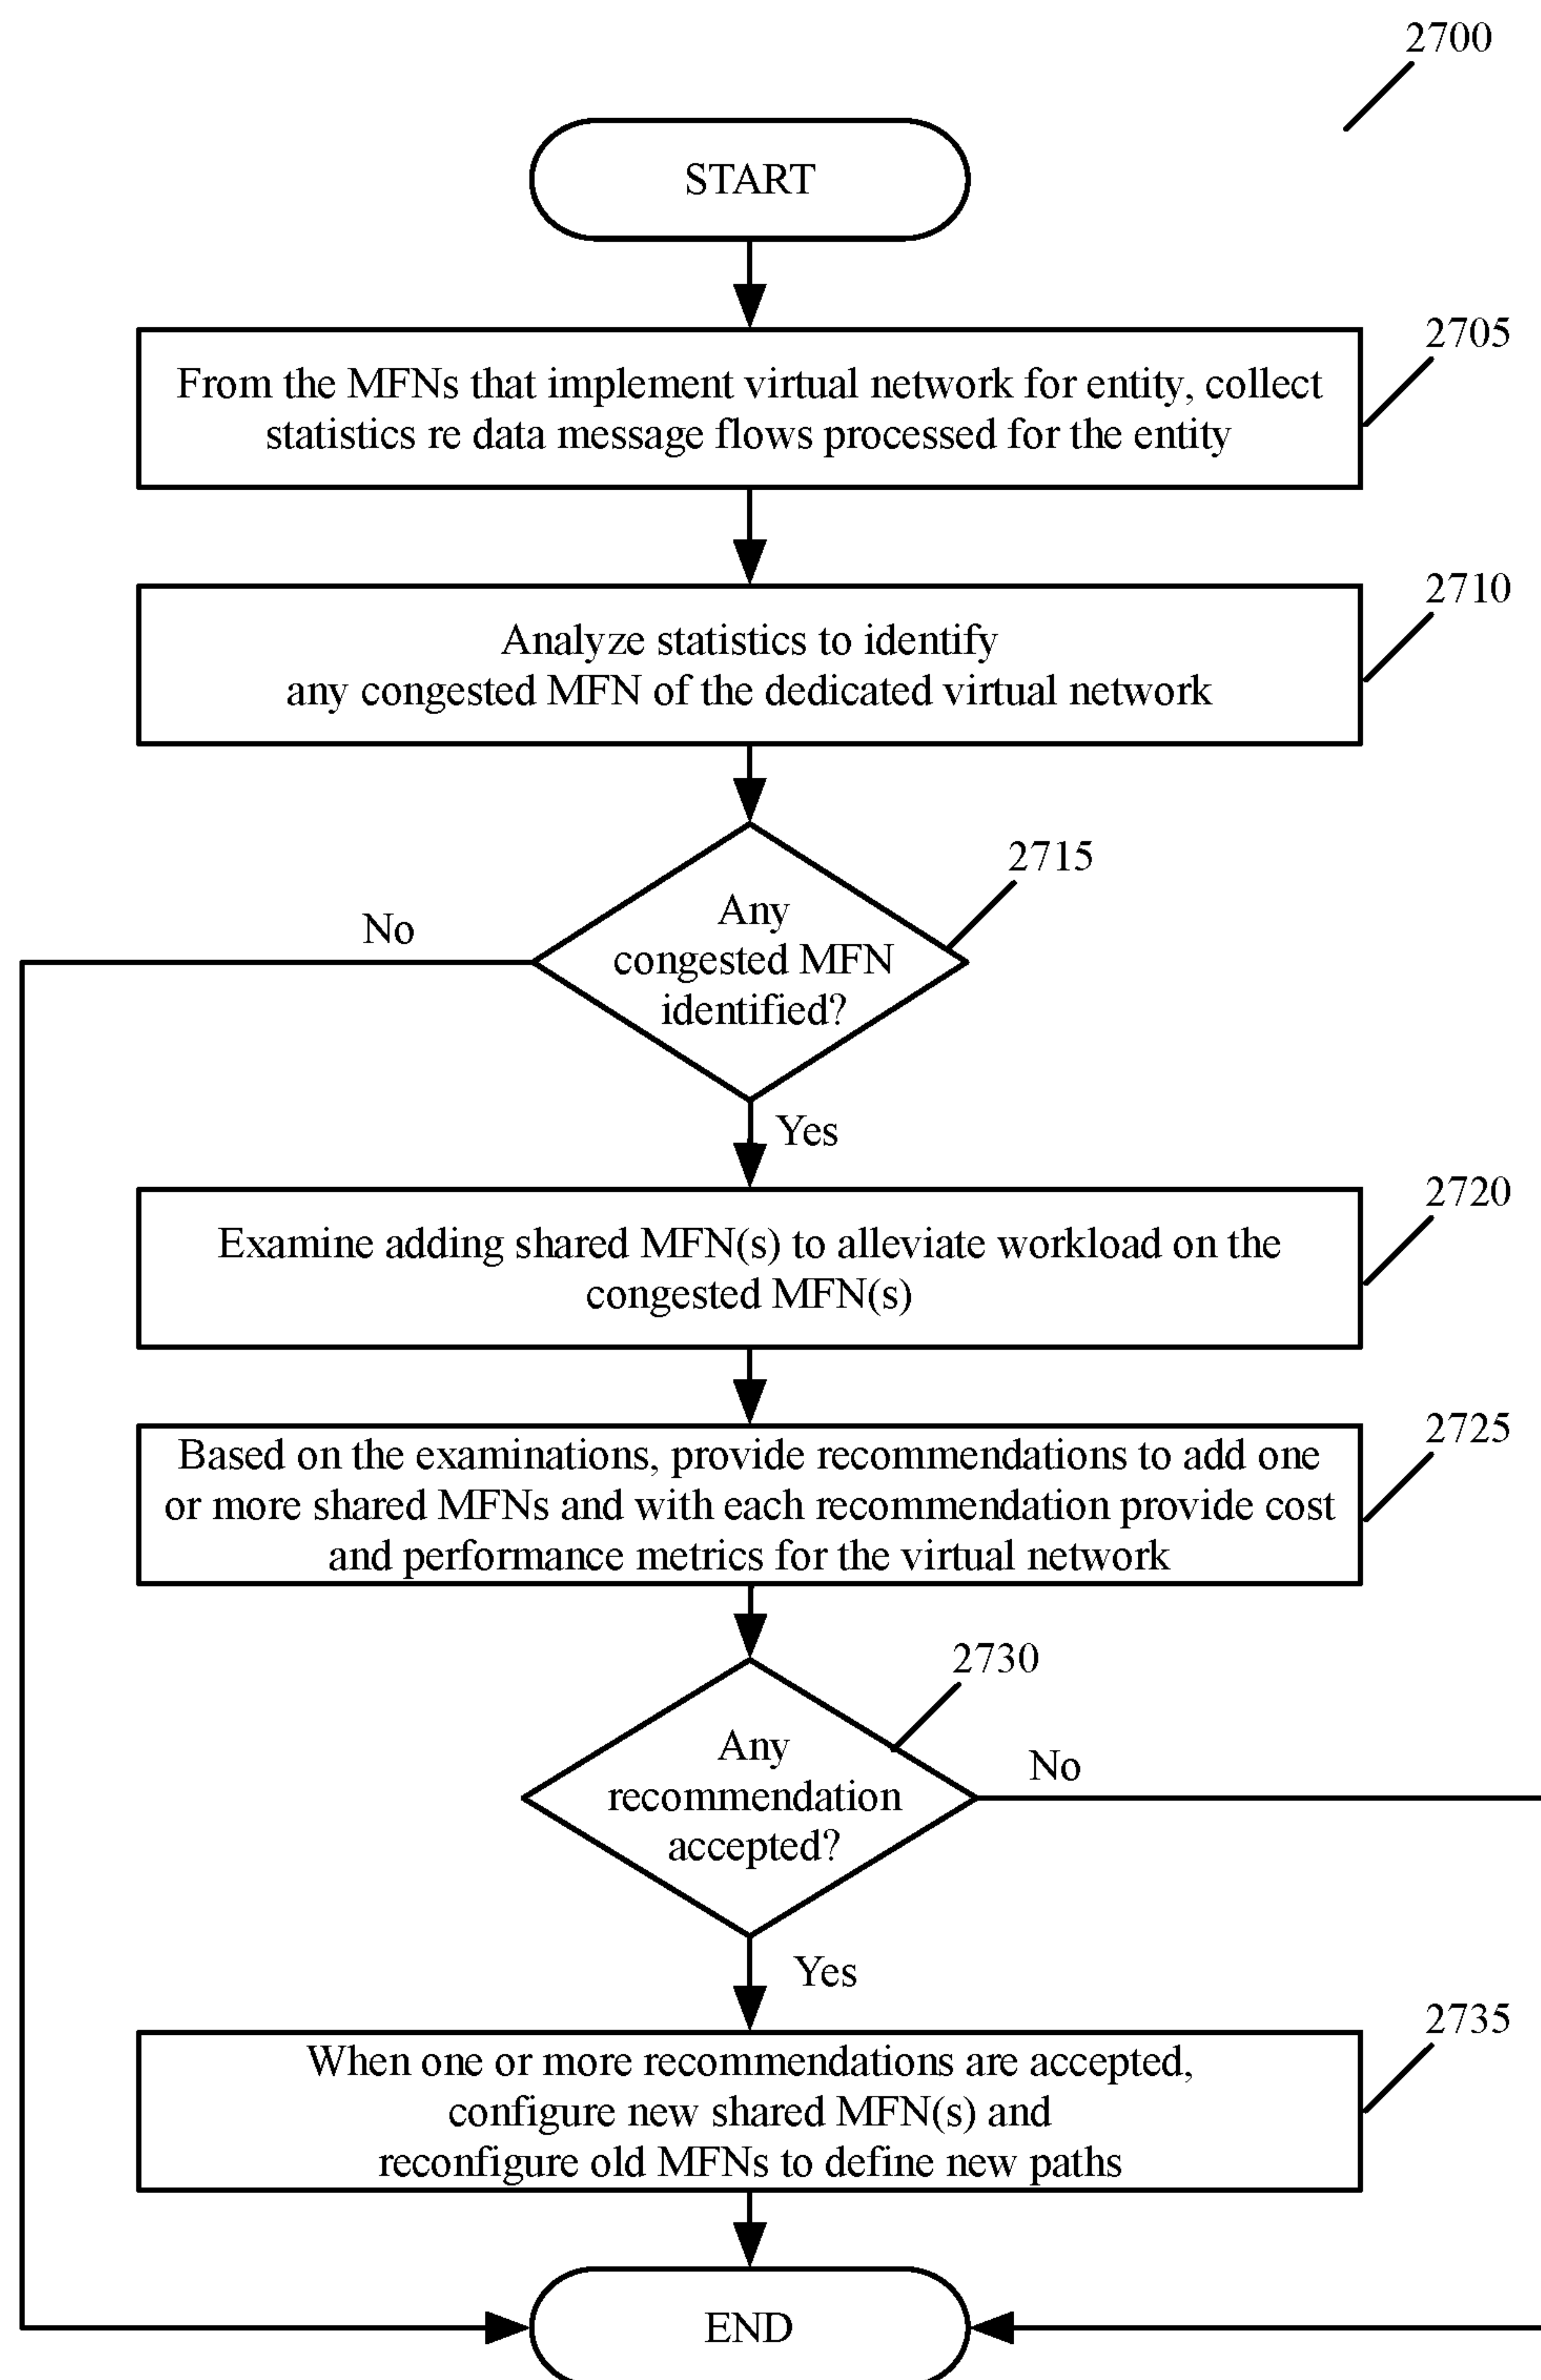 2700
START
2705
From the MFNs that implement virtual network for entity, collect
statistics re data message flows processed for the entity
2710
Analyze statistics to identify
any congested MFN of the dedicated virtual network
2715
Any
congested MFN
identified?
No
Yes
2720
Examine adding shared MFN(s) to alleviate workload on the
congested MFN(s)
2725
Based on the examinations, provide recommendations to add one
or more shared MFNs and with each recommendation provide cost
and performance metrics for the virtual network
2730
Any
recommendation
accepted?
No
Yes
2735
When one or more recommendations are accepted,
configure new shared MFN(s) and
reconfigure old MFNs to define new paths
END